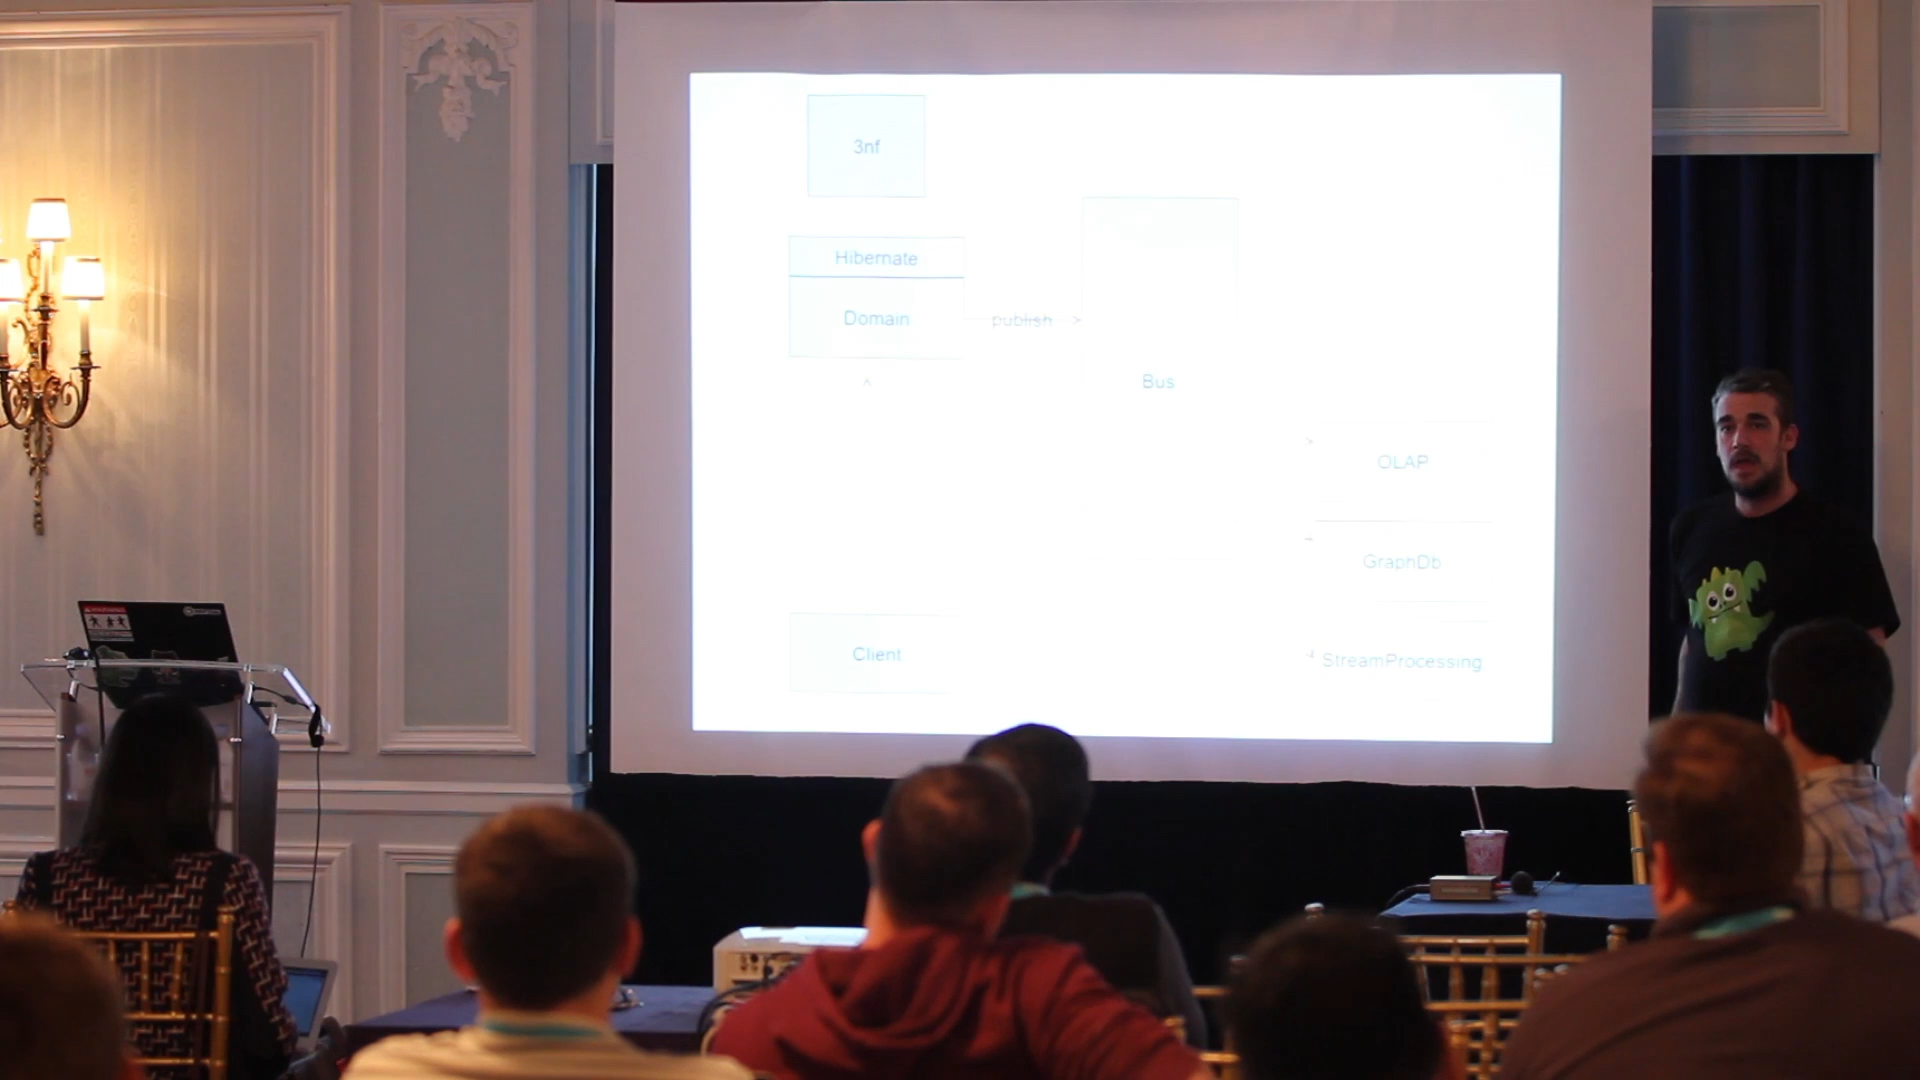 3nf
Hibernate
Domain
publish
Bus
OLAP
GraphDb
Client
StreamProcessing